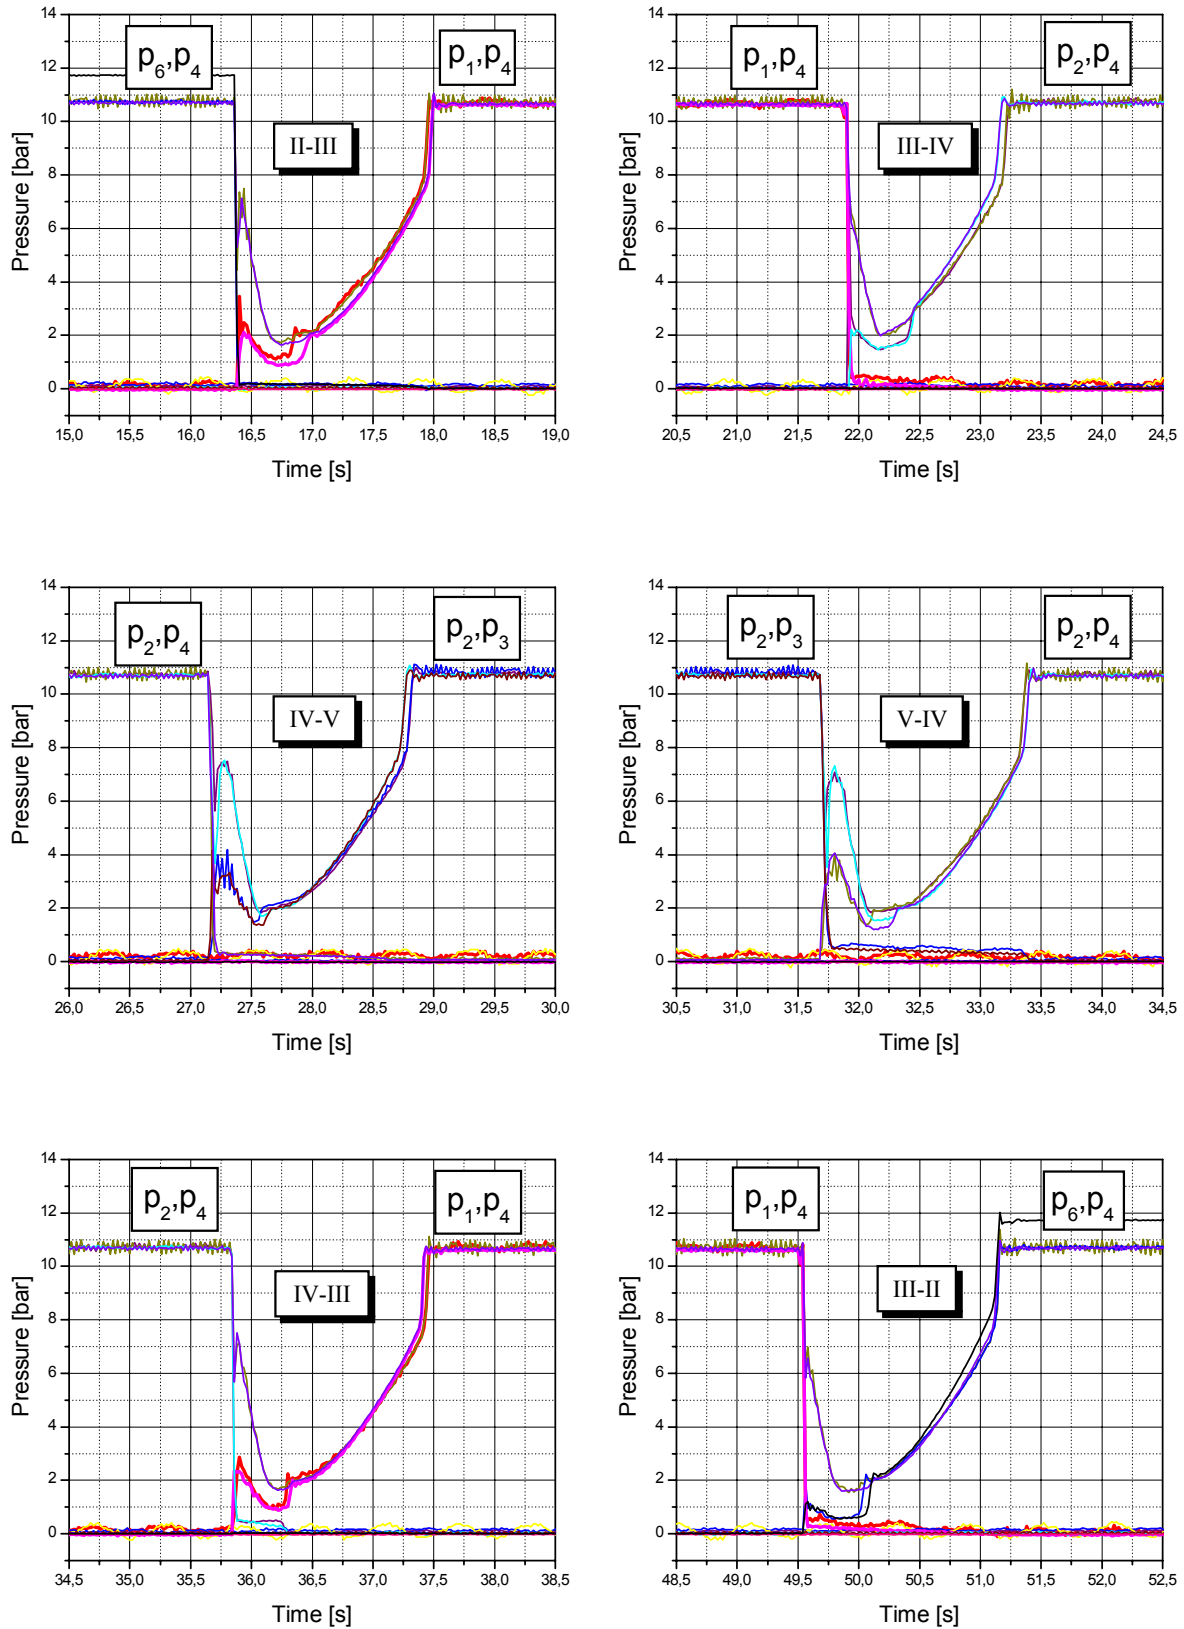 14
12
10
8
6
4
2
0
Pressure [bar]
p6,p4
p1,p4
II-III
15,0 15,5 16,0 16,5 17,0 17,5 18,0 18,5 19,0
Time [s]
14
12
10
8
6
4
2
0
Pressure [bar]
p1,p4
p2,p4
III-IV
20,5 21,0 21,5 22,0 22,5 23,0 23,5 24,0 24,5
Time [s]
14
12
10
8
6
4
2
0
Pressure [bar]
p2,p4
p2,p3
IV-V
26,0 26,5 27,0 27,5 28,0 28,5 29,0 29,5 30,0
Time [s]
14
12
10
8
6
4
2
0
Pressure [bar]
p2,p3
p2,p4
V-IV
30,5 31,0 31,5 32,0 32,5 33,0 33,5 34,0 34,5
Time [s]
14
12
10
8
6
4
2
0
Pressure [bar]
p2,p4
p1,p4
IV-III
34,5 35,0 35,5 36,0 36,5 37,0 37,5 38,0 38,5
Time [s]
14
12
10
8
6
4
2
0
Pressure [bar]
p1,p4
p6,p4
III-II
48,5 49,0 49,5 50,0 50,5 51,0 51,5 52,0 52,5
Time [s]